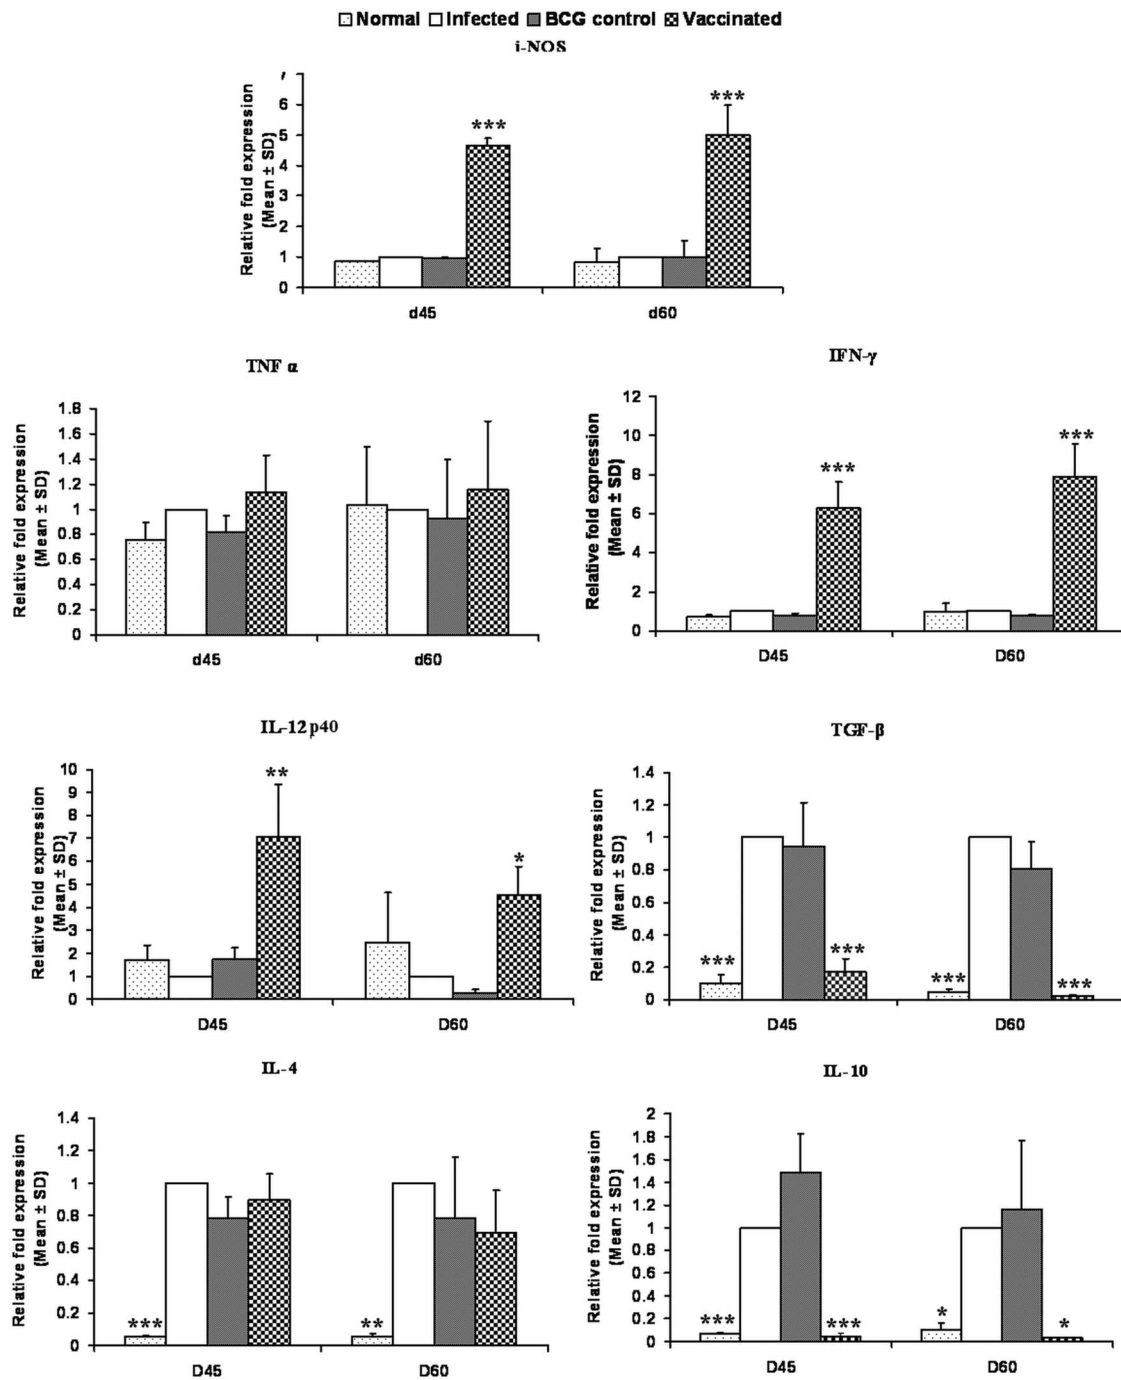 Normal Infected BCG control Vaccinated
i-NOS
Relative fold expression
(Mean ± SD)
7
6
5
4
3
2
1
0
***
***
d45
d60
TNF α
Relative fold expression
(Mean ± SD)
1.8
1.6
1.4
1.2
1
0.8
0.6
0.4
0.2
0
d45
d60
IFN-γ
Relative fold expression
(Mean ± SD)
12
10
8
6
4
2
0
***
***
D45
D60
IL-12 p40
Relative fold expression
(Mean ± SD)
10
9
8
7
6
5
4
3
2
1
0
**
*
D45
D60
TGF-β
Relative fold expression
(Mean ± SD)
1.4
1.2
1
0.8
0.6
0.4
0.2
0
***
***
***
***
D45
D60
IL-4
Relative fold expression
(Mean ± SD)
1.4
1.2
1
0.8
0.6
0.4
0.2
0
***
**
D45
D60
IL-10
Relative fold expression
(Mean ± SD)
2
1.8
1.6
1.4
1.2
1
0.8
0.6
0.4
0.2
0
***
***
*
*
D45
D60